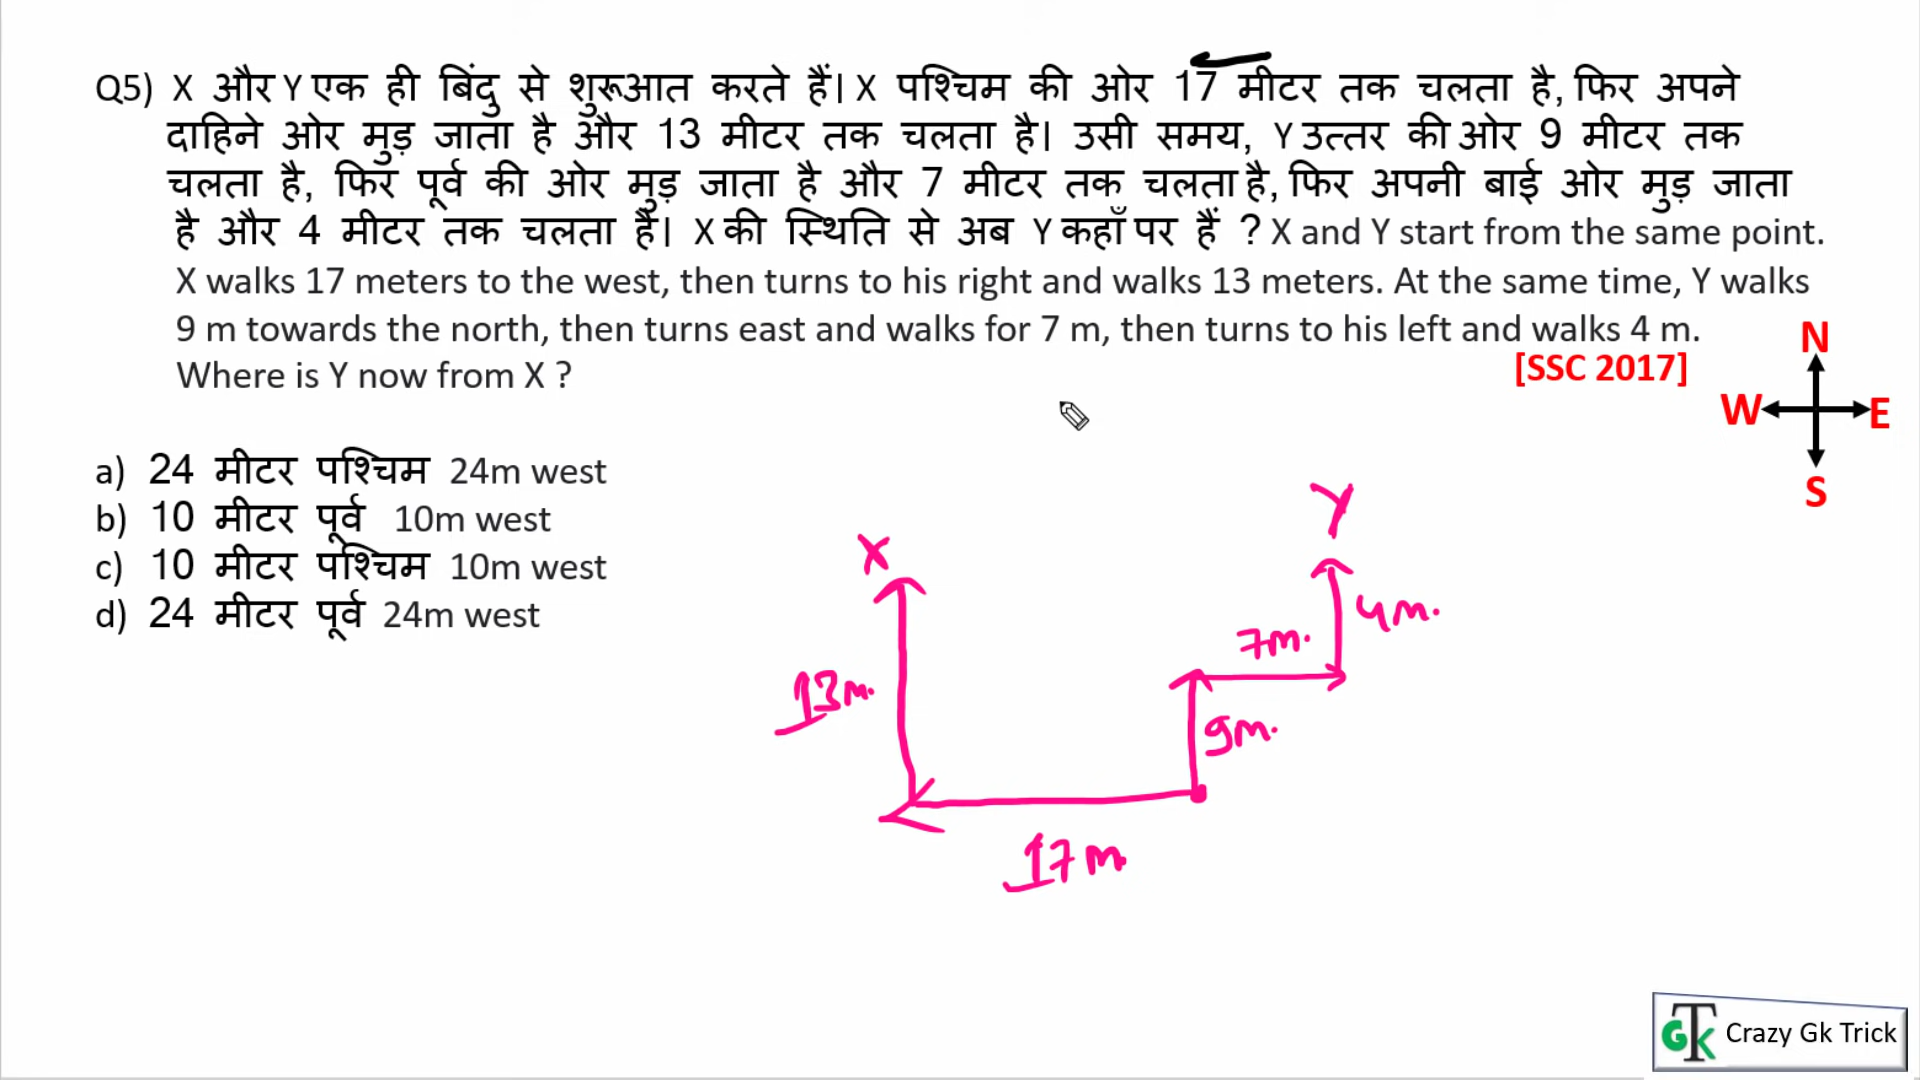 Q5) X और Y एक ही बिंदु से शुरूआत करते हैं। X पश्चिम की ओर 17 मीटर तक चलता है, फिर अपने
दाहिने ओर मुड़ जाता है और 13 मीटर तक चलता है। उसी समय, Y उत्तर की ओर 9 मीटर तक
चलता है, फिर पूर्व की ओर मुड़ जाता है और 7 मीटर तक चलता है, फिर अपनी बाई ओर मुड़ जाता
है और 4 मीटर तक चलता है। X की स्थिति से अब Y कहाँ पर हैं ? X and Y start from the same point.
X walks 17 meters to the west, then turns to his right and walks 13 meters. At the same time, Y walks
9 m towards the north, then turns east and walks for 7 m, then turns to his left and walks 4 m.
Where is Y now from X ?
[SSC 2017]
N
W E
S
a) 24 मीटर पश्चिम 24m west
b) 10 मीटर पूर्व 10m west
c) 10 मीटर पश्चिम 10m west
d) 24 मीटर पूर्व 24m west
Y
X
4m.
7m.
13m.
9m.
17m
GTK Crazy Gk Trick